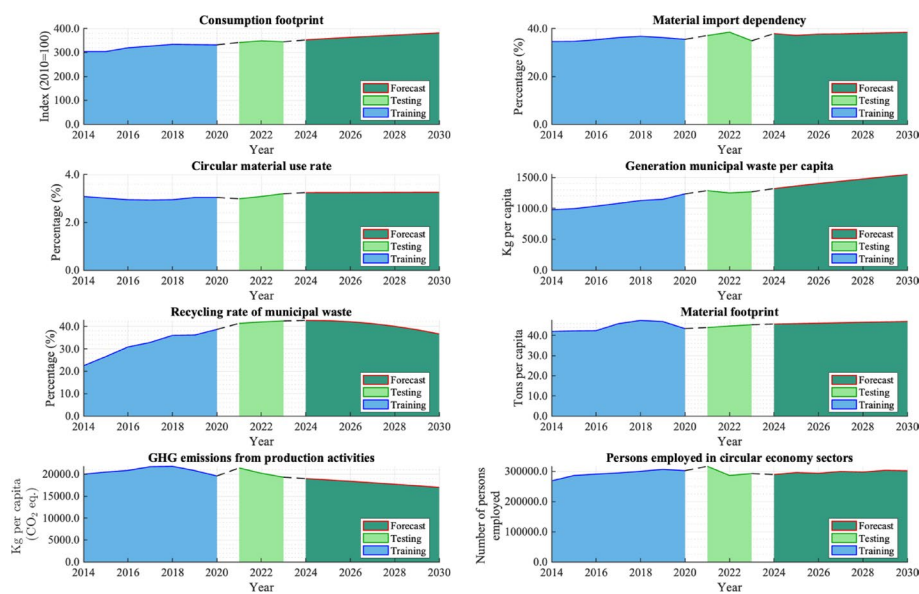 Consumption footprint
Index (2010=100)
400.0
300.0
200.0
100.0
0.0
2014 2016 2018 2020 2022 2024 2026 2028 2030
Year
Forecast
Testing
Training
Material import dependency
Percentage (%)
40.0
20.0
0.0
2014 2016 2018 2020 2022 2024 2026 2028 2030
Year
Forecast
Testing
Training
Circular material use rate
Percentage (%)
4.0
2.0
0.0
2014 2016 2018 2020 2022 2024 2026 2028 2030
Year
Forecast
Testing
Training
Generation municipal waste per capita
Kg per capita
1500.0
1000.0
500.0
0.0
2014 2016 2018 2020 2022 2024 2026 2028 2030
Year
Forecast
Testing
Training
Recycling rate of municipal waste
Percentage (%)
40.0
30.0
20.0
10.0
0.0
2014 2016 2018 2020 2022 2024 2026 2028 2030
Year
Forecast
Testing
Training
Material footprint
Tons per capita
40.0
30.0
20.0
10.0
0.0
2014 2016 2018 2020 2022 2024 2026 2028 2030
Year
Forecast
Testing
Training
GHG emissions from production activities
Kg per capita
(CO₂ eq.)
20000.0
15000.0
10000.0
5000.0
0.0
2014 2016 2018 2020 2022 2024 2026 2028 2030
Year
Forecast
Testing
Training
Persons employed in circular economy sectors
Number of persons
employed
300000.0
200000.0
100000.0
0.0
2014 2016 2018 2020 2022 2024 2026 2028 2030
Year
Forecast
Testing
Training